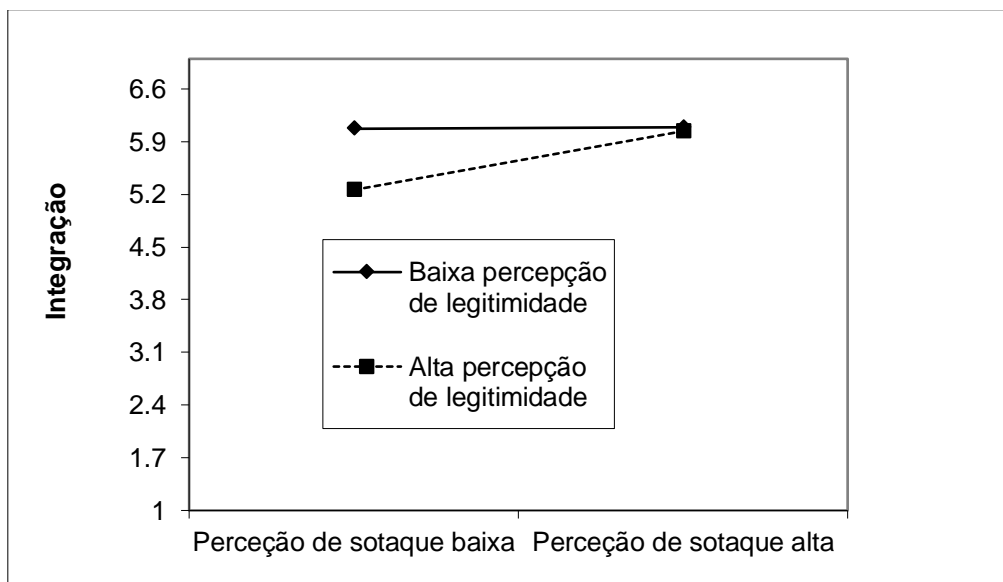 6.6
5.9
5.2
4.5
3.8
3.1
2.4
1.7
1
Integração
Baixa percepção
de legitimidade
Alta percepção
de legitimidade
Perceção de sotaque baixa
Perceção de sotaque alta